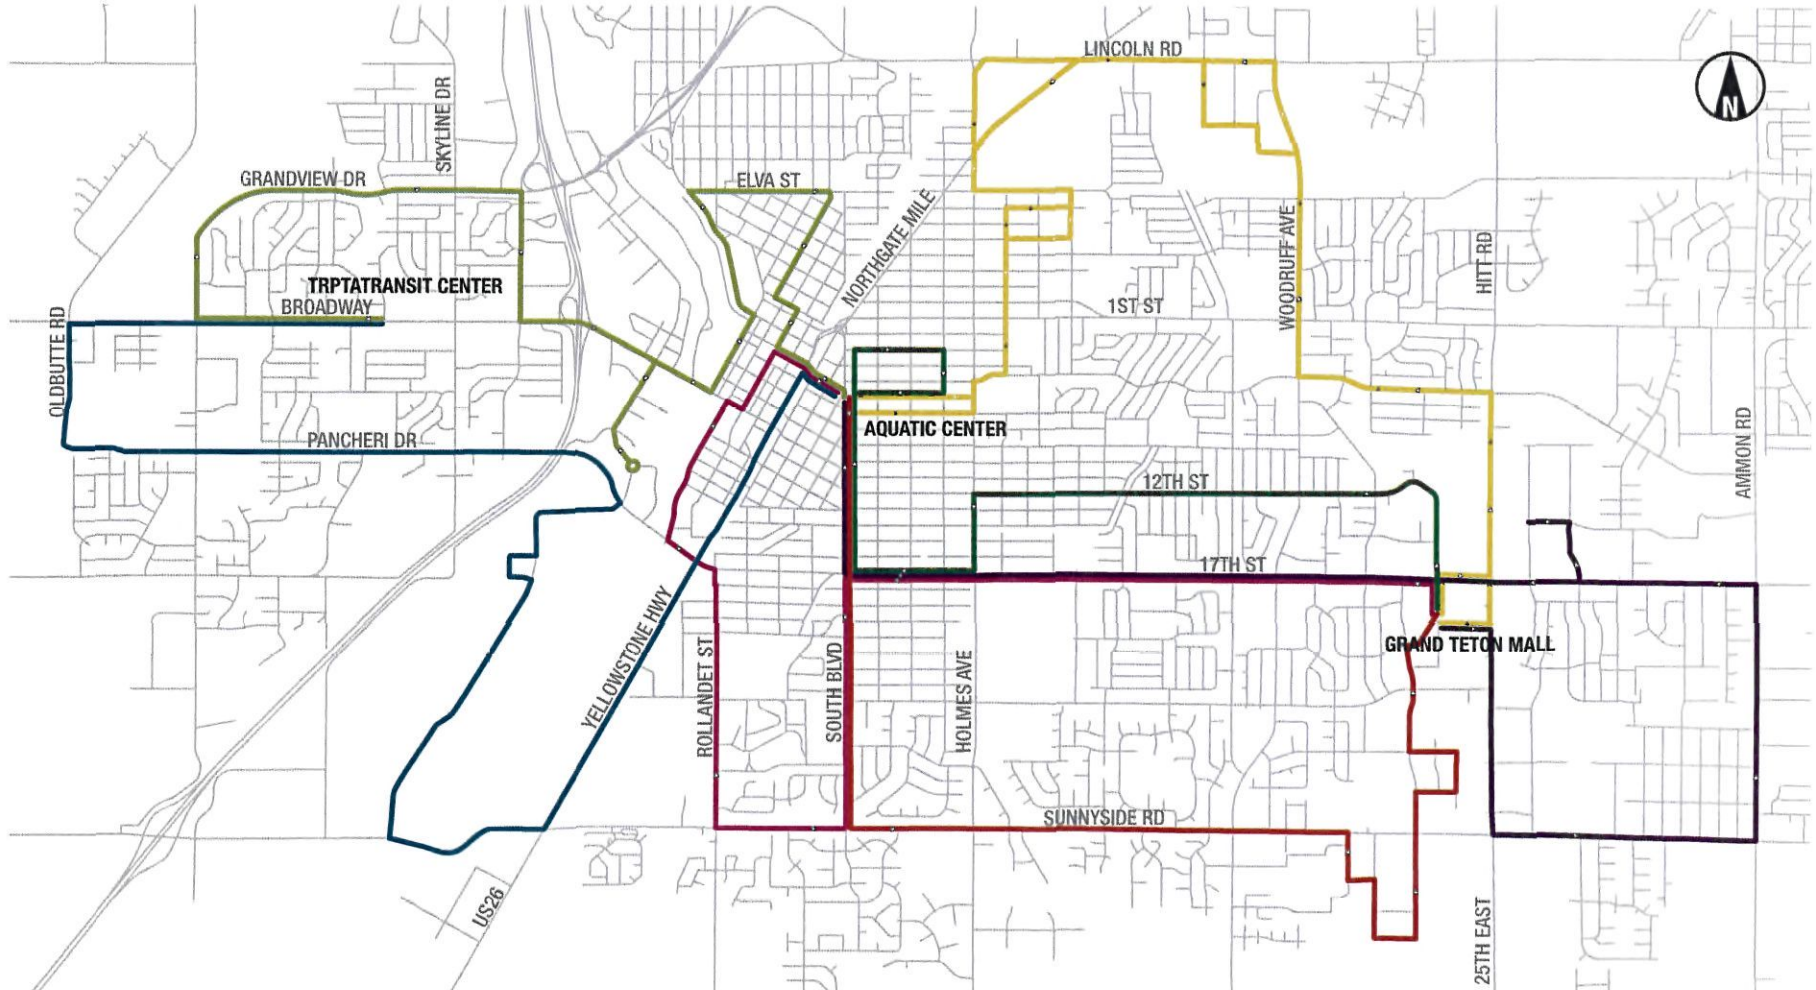 LINCOLN RD
N
SKYLINE DR
GRANDVIEW DR
ELVA ST
NORTHGATE MILE
WOODRUFF AVE
HITT RD
TRPTATRANSIT CENTER
BROADWAY
1ST ST
OLDBUTTE RD
PANCHERI DR
AQUATIC CENTER
AMMON RD
12TH ST
17TH ST
YELLOWSTONE HWY
ROLLANDET ST
SOUTH BLVD
HOLMES AVE
GRAND TETON MALL
SUNNYSIDE RD
US26
25TH EAST